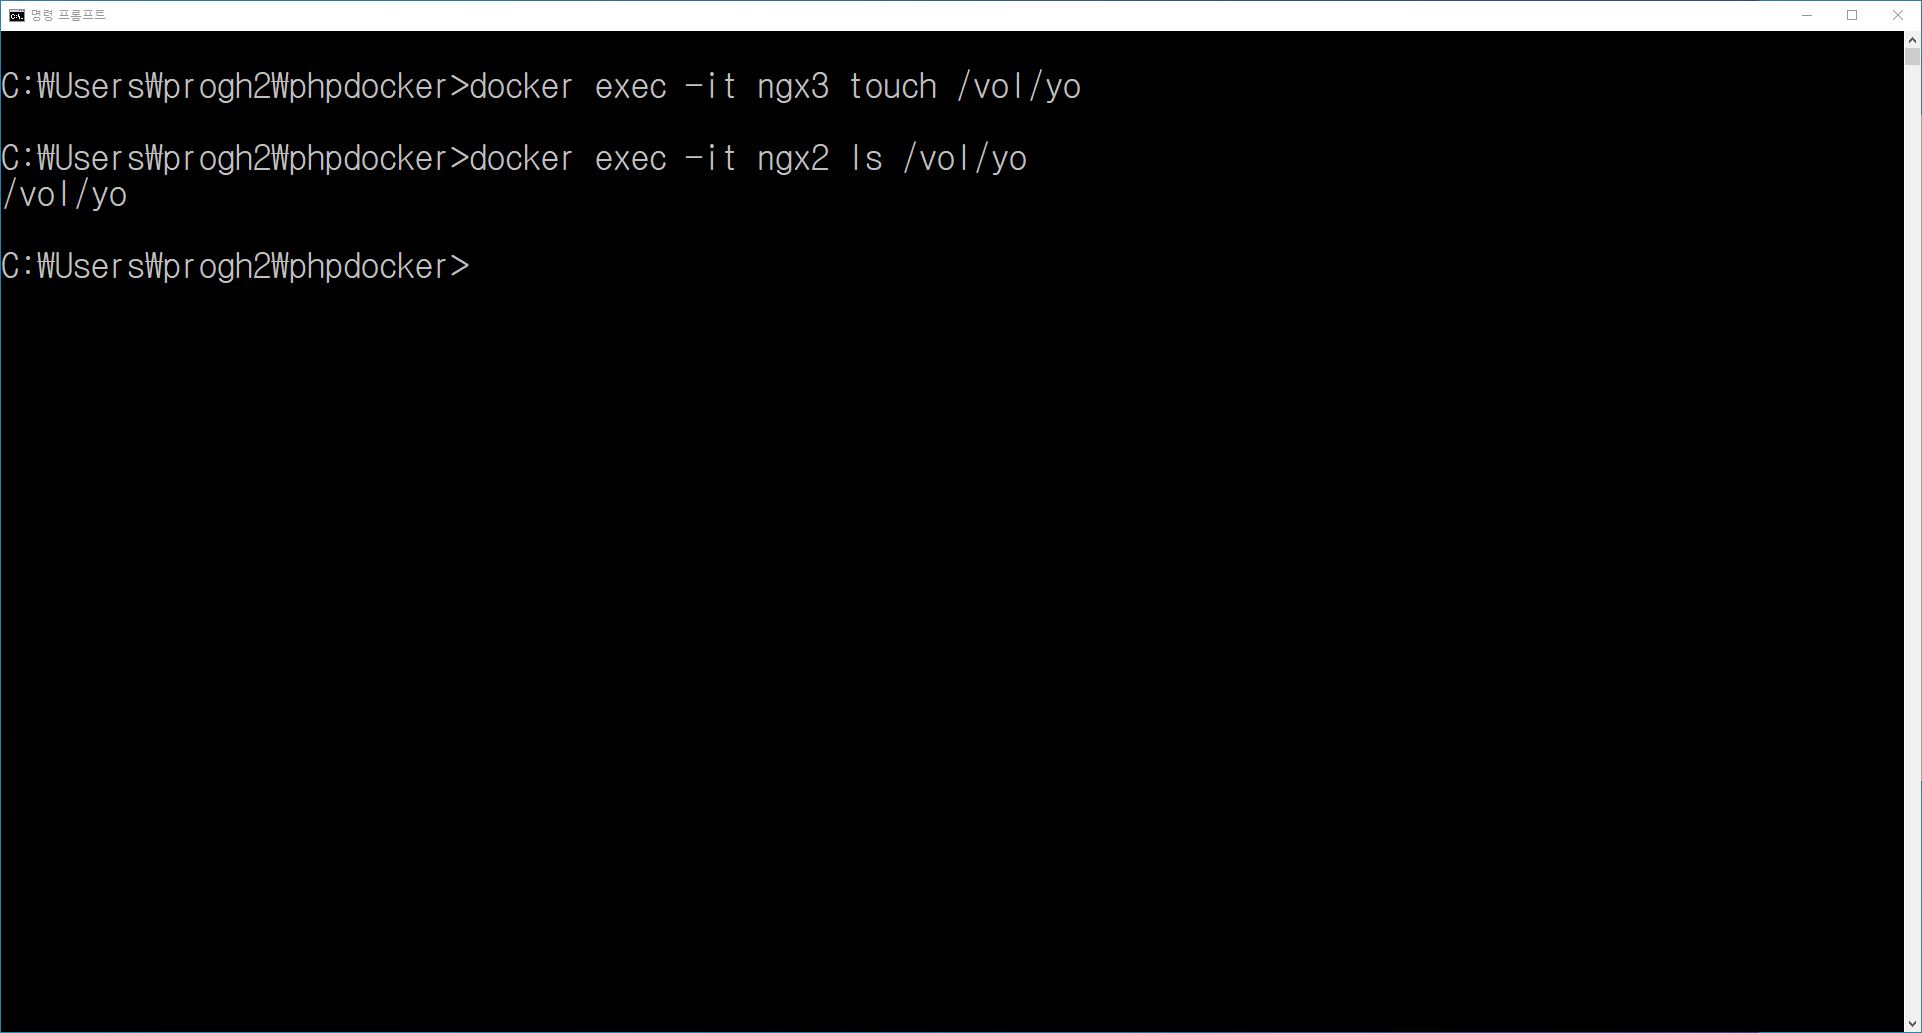 명령 프롬프트
C:₩Users₩progh2₩phpdocker>docker exec -it ngx3 touch /vol/yo
C:₩Users₩progh2₩phpdocker>docker exec -it ngx2 ls /vol/yo
/vol/yo
C:₩Users₩progh2₩phpdocker>